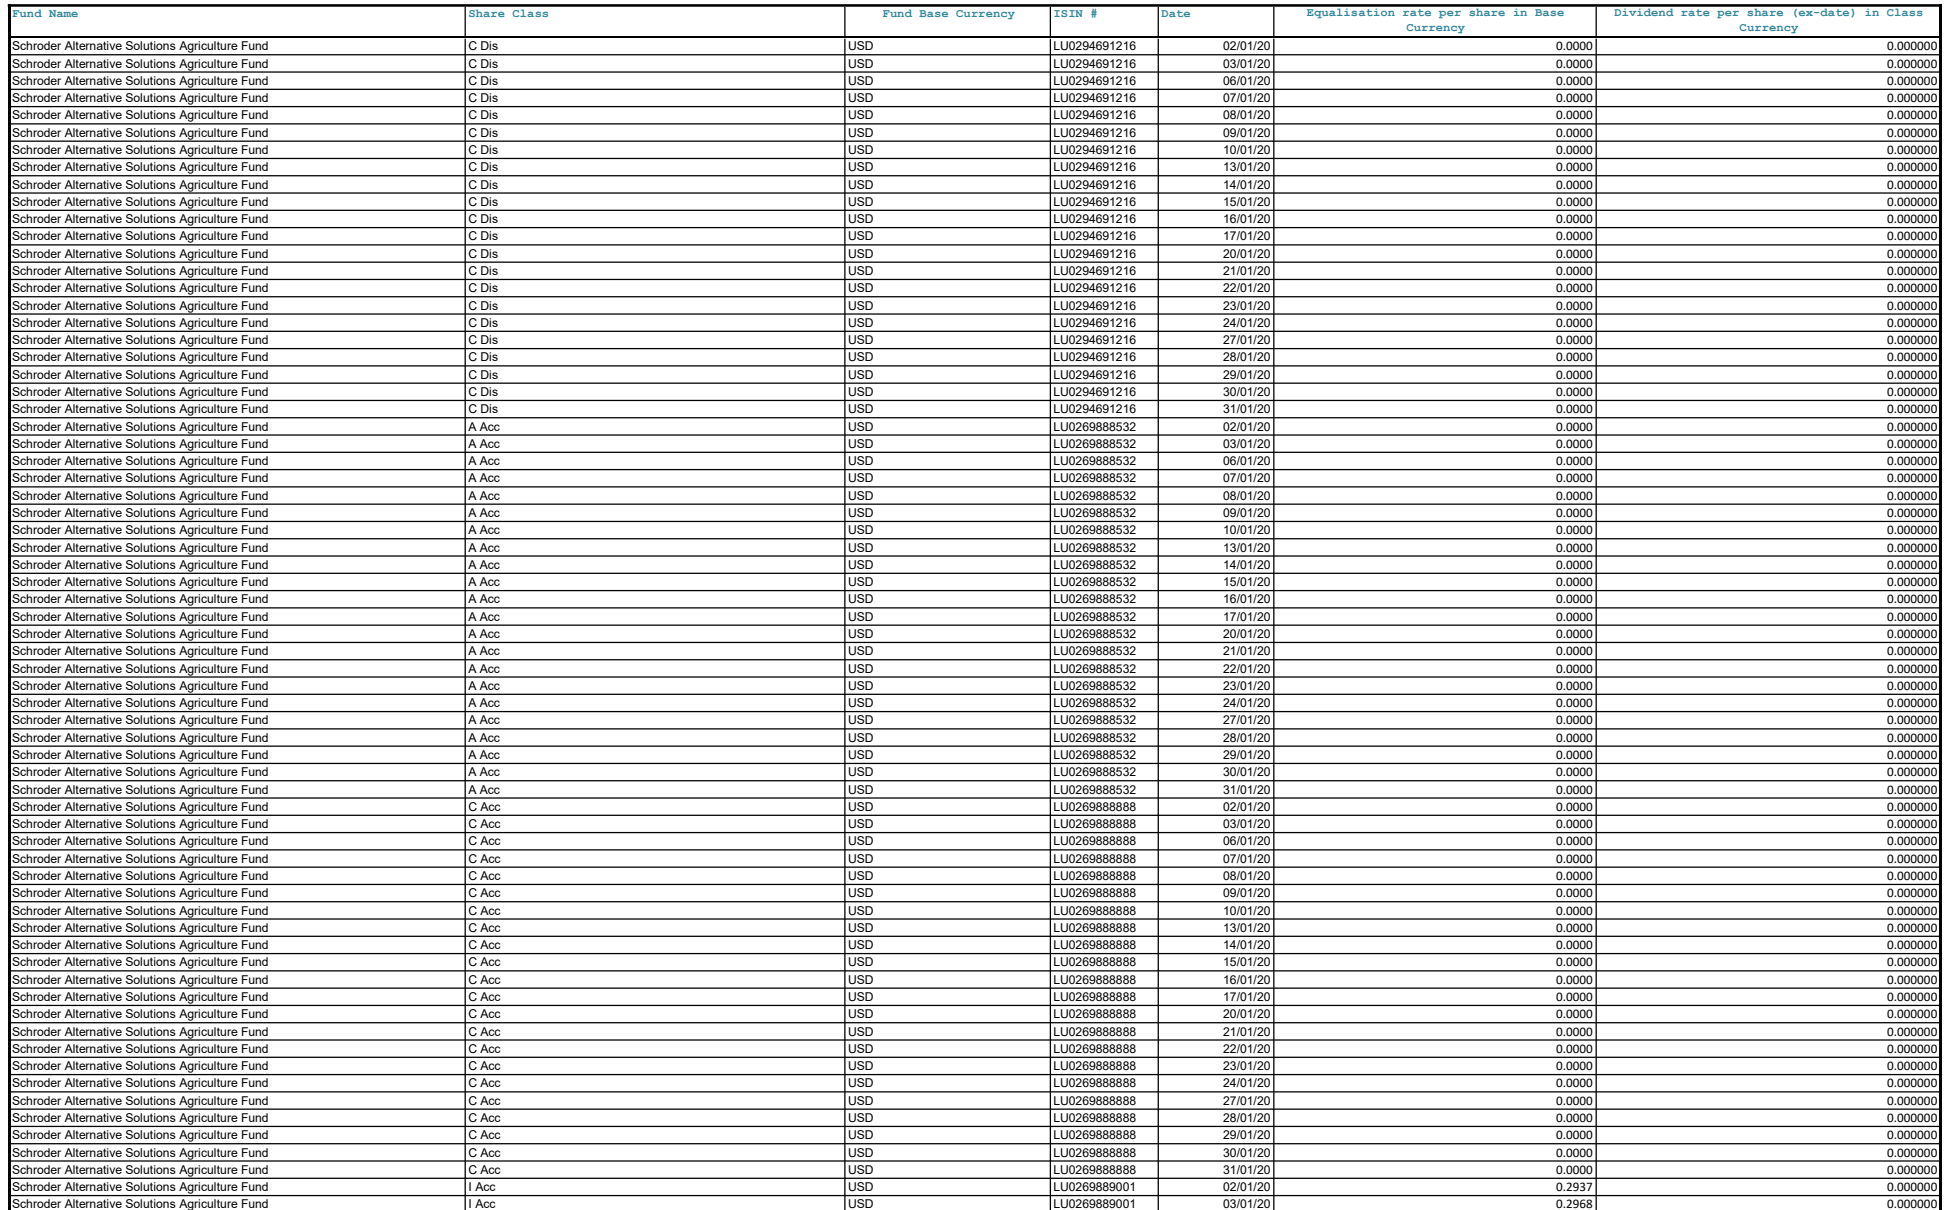 Fund Name Share Class Fund Base Currency ISIN # Date Equalisation rate per share in Base Currency Dividend rate per share (ex-date) in Class Currency
Schroder Alternative Solutions Agriculture Fund C Dis USD LU0294691216 02/01/20 0.0000 0.000000
Schroder Alternative Solutions Agriculture Fund C Dis USD LU0294691216 03/01/20 0.0000 0.000000
Schroder Alternative Solutions Agriculture Fund C Dis USD LU0294691216 06/01/20 0.0000 0.000000
Schroder Alternative Solutions Agriculture Fund C Dis USD LU0294691216 07/01/20 0.0000 0.000000
Schroder Alternative Solutions Agriculture Fund C Dis USD LU0294691216 08/01/20 0.0000 0.000000
Schroder Alternative Solutions Agriculture Fund C Dis USD LU0294691216 09/01/20 0.0000 0.000000
Schroder Alternative Solutions Agriculture Fund C Dis USD LU0294691216 10/01/20 0.0000 0.000000
Schroder Alternative Solutions Agriculture Fund C Dis USD LU0294691216 13/01/20 0.0000 0.000000
Schroder Alternative Solutions Agriculture Fund C Dis USD LU0294691216 14/01/20 0.0000 0.000000
Schroder Alternative Solutions Agriculture Fund C Dis USD LU0294691216 15/01/20 0.0000 0.000000
Schroder Alternative Solutions Agriculture Fund C Dis USD LU0294691216 16/01/20 0.0000 0.000000
Schroder Alternative Solutions Agriculture Fund C Dis USD LU0294691216 17/01/20 0.0000 0.000000
Schroder Alternative Solutions Agriculture Fund C Dis USD LU0294691216 20/01/20 0.0000 0.000000
Schroder Alternative Solutions Agriculture Fund C Dis USD LU0294691216 21/01/20 0.0000 0.000000
Schroder Alternative Solutions Agriculture Fund C Dis USD LU0294691216 22/01/20 0.0000 0.000000
Schroder Alternative Solutions Agriculture Fund C Dis USD LU0294691216 23/01/20 0.0000 0.000000
Schroder Alternative Solutions Agriculture Fund C Dis USD LU0294691216 24/01/20 0.0000 0.000000
Schroder Alternative Solutions Agriculture Fund C Dis USD LU0294691216 27/01/20 0.0000 0.000000
Schroder Alternative Solutions Agriculture Fund C Dis USD LU0294691216 28/01/20 0.0000 0.000000
Schroder Alternative Solutions Agriculture Fund C Dis USD LU0294691216 29/01/20 0.0000 0.000000
Schroder Alternative Solutions Agriculture Fund C Dis USD LU0294691216 30/01/20 0.0000 0.000000
Schroder Alternative Solutions Agriculture Fund C Dis USD LU0294691216 31/01/20 0.0000 0.000000
Schroder Alternative Solutions Agriculture Fund A Acc USD LU0269888532 02/01/20 0.0000 0.000000
Schroder Alternative Solutions Agriculture Fund A Acc USD LU0269888532 03/01/20 0.0000 0.000000
Schroder Alternative Solutions Agriculture Fund A Acc USD LU0269888532 06/01/20 0.0000 0.000000
Schroder Alternative Solutions Agriculture Fund A Acc USD LU0269888532 07/01/20 0.0000 0.000000
Schroder Alternative Solutions Agriculture Fund A Acc USD LU0269888532 08/01/20 0.0000 0.000000
Schroder Alternative Solutions Agriculture Fund A Acc USD LU0269888532 09/01/20 0.0000 0.000000
Schroder Alternative Solutions Agriculture Fund A Acc USD LU0269888532 10/01/20 0.0000 0.000000
Schroder Alternative Solutions Agriculture Fund A Acc USD LU0269888532 13/01/20 0.0000 0.000000
Schroder Alternative Solutions Agriculture Fund A Acc USD LU0269888532 14/01/20 0.0000 0.000000
Schroder Alternative Solutions Agriculture Fund A Acc USD LU0269888532 15/01/20 0.0000 0.000000
Schroder Alternative Solutions Agriculture Fund A Acc USD LU0269888532 16/01/20 0.0000 0.000000
Schroder Alternative Solutions Agriculture Fund A Acc USD LU0269888532 17/01/20 0.0000 0.000000
Schroder Alternative Solutions Agriculture Fund A Acc USD LU0269888532 20/01/20 0.0000 0.000000
Schroder Alternative Solutions Agriculture Fund A Acc USD LU0269888532 21/01/20 0.0000 0.000000
Schroder Alternative Solutions Agriculture Fund A Acc USD LU0269888532 22/01/20 0.0000 0.000000
Schroder Alternative Solutions Agriculture Fund A Acc USD LU0269888532 23/01/20 0.0000 0.000000
Schroder Alternative Solutions Agriculture Fund A Acc USD LU0269888532 24/01/20 0.0000 0.000000
Schroder Alternative Solutions Agriculture Fund A Acc USD LU0269888532 27/01/20 0.0000 0.000000
Schroder Alternative Solutions Agriculture Fund A Acc USD LU0269888532 28/01/20 0.0000 0.000000
Schroder Alternative Solutions Agriculture Fund A Acc USD LU0269888532 29/01/20 0.0000 0.000000
Schroder Alternative Solutions Agriculture Fund A Acc USD LU0269888532 30/01/20 0.0000 0.000000
Schroder Alternative Solutions Agriculture Fund A Acc USD LU0269888532 31/01/20 0.0000 0.000000
Schroder Alternative Solutions Agriculture Fund C Acc USD LU0269888888 02/01/20 0.0000 0.000000
Schroder Alternative Solutions Agriculture Fund C Acc USD LU0269888888 03/01/20 0.0000 0.000000
Schroder Alternative Solutions Agriculture Fund C Acc USD LU0269888888 06/01/20 0.0000 0.000000
Schroder Alternative Solutions Agriculture Fund C Acc USD LU0269888888 07/01/20 0.0000 0.000000
Schroder Alternative Solutions Agriculture Fund C Acc USD LU0269888888 08/01/20 0.0000 0.000000
Schroder Alternative Solutions Agriculture Fund C Acc USD LU0269888888 09/01/20 0.0000 0.000000
Schroder Alternative Solutions Agriculture Fund C Acc USD LU0269888888 10/01/20 0.0000 0.000000
Schroder Alternative Solutions Agriculture Fund C Acc USD LU0269888888 13/01/20 0.0000 0.000000
Schroder Alternative Solutions Agriculture Fund C Acc USD LU0269888888 14/01/20 0.0000 0.000000
Schroder Alternative Solutions Agriculture Fund C Acc USD LU0269888888 15/01/20 0.0000 0.000000
Schroder Alternative Solutions Agriculture Fund C Acc USD LU0269888888 16/01/20 0.0000 0.000000
Schroder Alternative Solutions Agriculture Fund C Acc USD LU0269888888 17/01/20 0.0000 0.000000
Schroder Alternative Solutions Agriculture Fund C Acc USD LU0269888888 20/01/20 0.0000 0.000000
Schroder Alternative Solutions Agriculture Fund C Acc USD LU0269888888 21/01/20 0.0000 0.000000
Schroder Alternative Solutions Agriculture Fund C Acc USD LU0269888888 22/01/20 0.0000 0.000000
Schroder Alternative Solutions Agriculture Fund C Acc USD LU0269888888 23/01/20 0.0000 0.000000
Schroder Alternative Solutions Agriculture Fund C Acc USD LU0269888888 24/01/20 0.0000 0.000000
Schroder Alternative Solutions Agriculture Fund C Acc USD LU0269888888 27/01/20 0.0000 0.000000
Schroder Alternative Solutions Agriculture Fund C Acc USD LU0269888888 28/01/20 0.0000 0.000000
Schroder Alternative Solutions Agriculture Fund C Acc USD LU0269888888 29/01/20 0.0000 0.000000
Schroder Alternative Solutions Agriculture Fund C Acc USD LU0269888888 30/01/20 0.0000 0.000000
Schroder Alternative Solutions Agriculture Fund C Acc USD LU0269888888 31/01/20 0.0000 0.000000
Schroder Alternative Solutions Agriculture Fund I Acc USD LU0269889001 02/01/20 0.2937 0.000000
Schroder Alternative Solutions Agriculture Fund I Acc USD LU0269889001 03/01/20 0.2968 0.000000